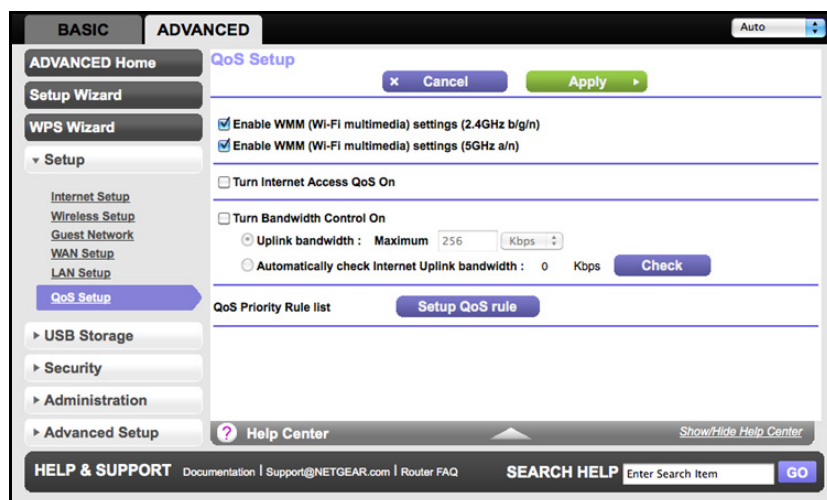 BASIC ADVANCED Auto
ADVANCED Home
Setup Wizard
WPS Wizard
Setup
Internet Setup
Wireless Setup
Guest Network
WAN Setup
LAN Setup
QoS Setup
USB Storage
Security
Administration
Advanced Setup
QoS Setup
x Cancel Apply
Enable WMM (Wi-Fi multimedia) settings (2.4GHz b/g/n)
Enable WMM (Wi-Fi multimedia) settings (5GHz a/n)
Turn Internet Access QoS On
Turn Bandwidth Control On
Uplink bandwidth : Maximum 256 Kbps
Automatically check Internet Uplink bandwidth : 0 Kbps Check
QoS Priority Rule list Setup QoS rule
? Help Center Show/Hide Help Center
HELP & SUPPORT Documentation | Support@NETGEAR.com | Router FAQ SEARCH HELP Enter Search Item GO